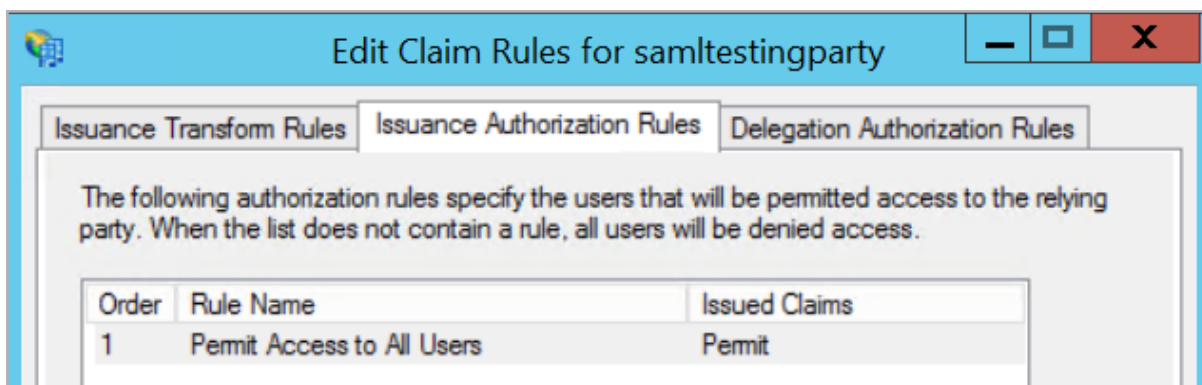 Edit Claim Rules for samltestingparty
Issuance Transform Rules Issuance Authorization Rules Delegation Authorization Rules
The following authorization rules specify the users that will be permitted access to the relying
party. When the list does not contain a rule, all users will be denied access.
Order Rule Name Issued Claims
1 Permit Access to All Users Permit